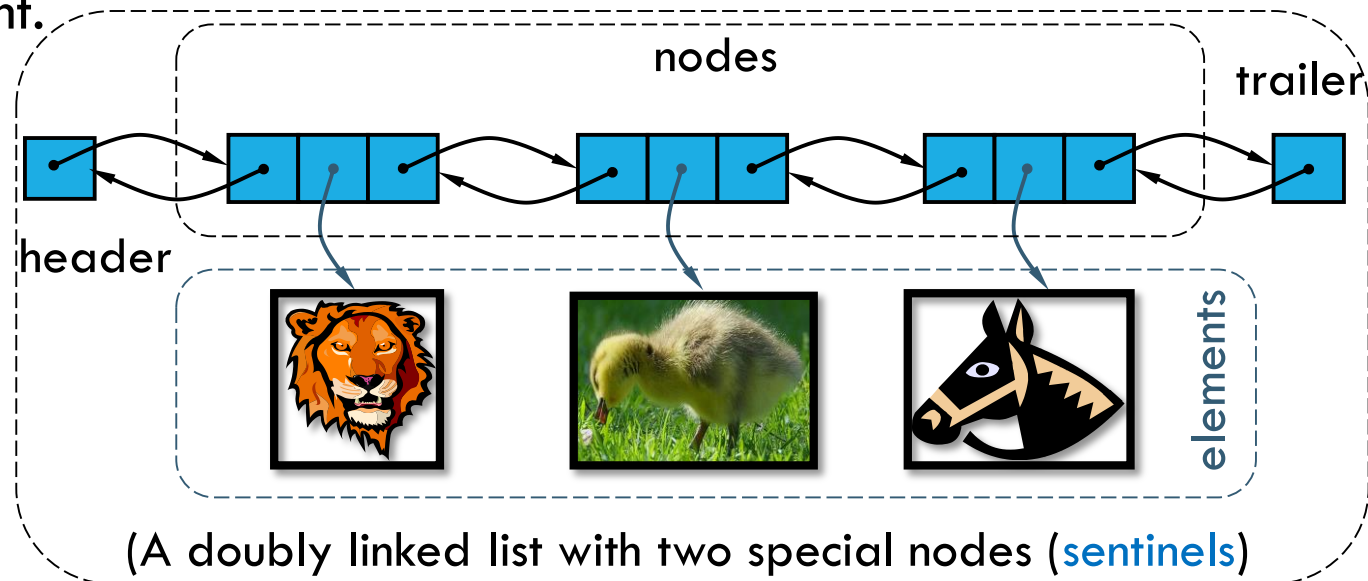 nodes
trailer
header
elements
(A doubly linked list with two special nodes (sentinels)